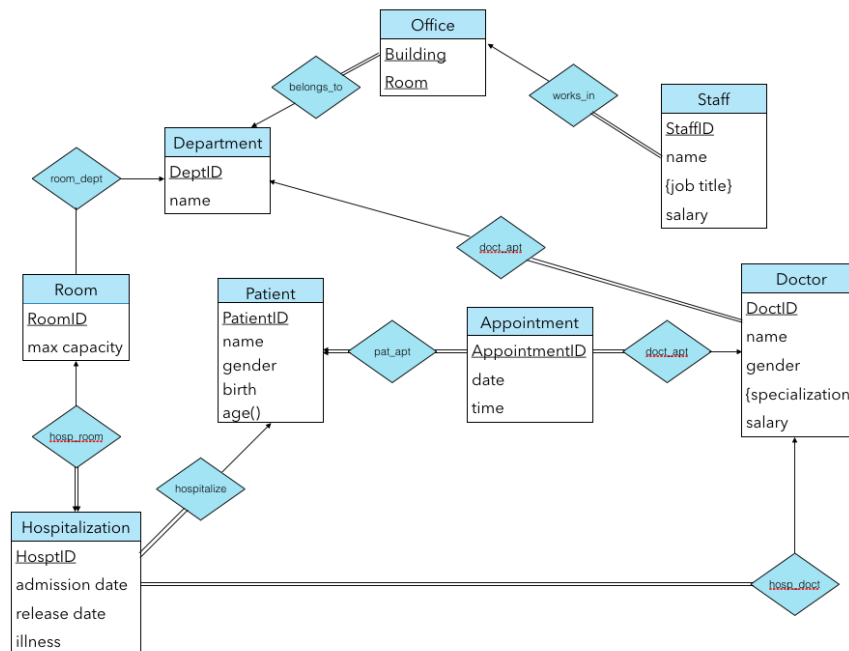 Office
Building
Room
belongs_to
works_in
Staff
StaffID
name
{job title}
salary
Department
DeptID
name
room_dept
doct_apt
Room
RoomID
max capacity
Patient
PatientID
name
gender
birth
age()
pat_apt
Appointment
AppointmentID
date
time
doct_apt
Doctor
DoctID
name
gender
{specialization
salary
hosp_room
hospitalize
Hospitalization
HosptID
admission date
release date
illness
hosp_doct